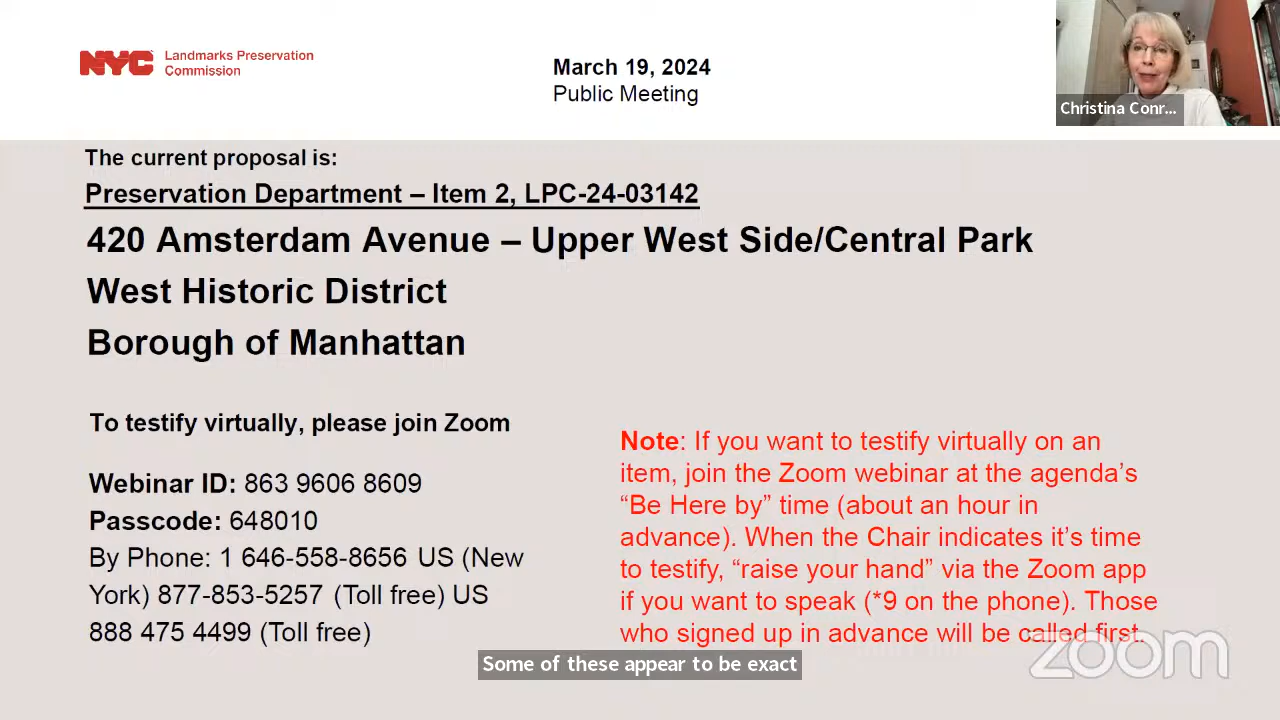 NYC
Landmarks Preservation
Commission
March 19, 2024
Public Meeting
Christina Conr...
The current proposal is:
Preservation Department – Item 2, LPC-24-03142
420 Amsterdam Avenue – Upper West Side/Central Park
West Historic District
Borough of Manhattan
To testify virtually, please join Zoom
Webinar ID: 863 9606 8609
Passcode: 648010
By Phone: 1 646-558-8656 US (New
York) 877-853-5257 (Toll free) US
888 475 4499 (Toll free)
Note: If you want to testify virtually on an
item, join the Zoom webinar at the agenda’s
“Be Here by” time (about an hour in
advance). When the Chair indicates it’s time
to testify, “raise your hand” via the Zoom app
if you want to speak (*9 on the phone). Those
who signed up in advance will be called first.
zoom
Some of these appear to be exact